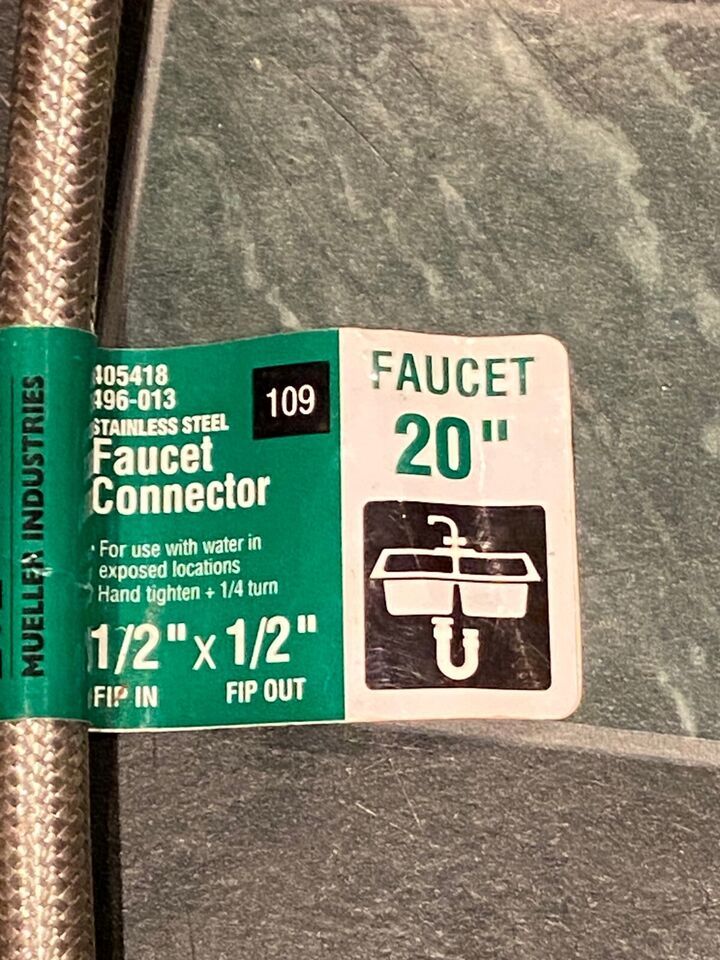 MUELLER INDUSTRIES
405418
496-013
109
STAINLESS STEEL
Faucet
Connector
· For use with water in
exposed locations
· Hand tighten + 1/4 turn
1/2" x 1/2"
FIP IN FIP OUT
FAUCET
20"